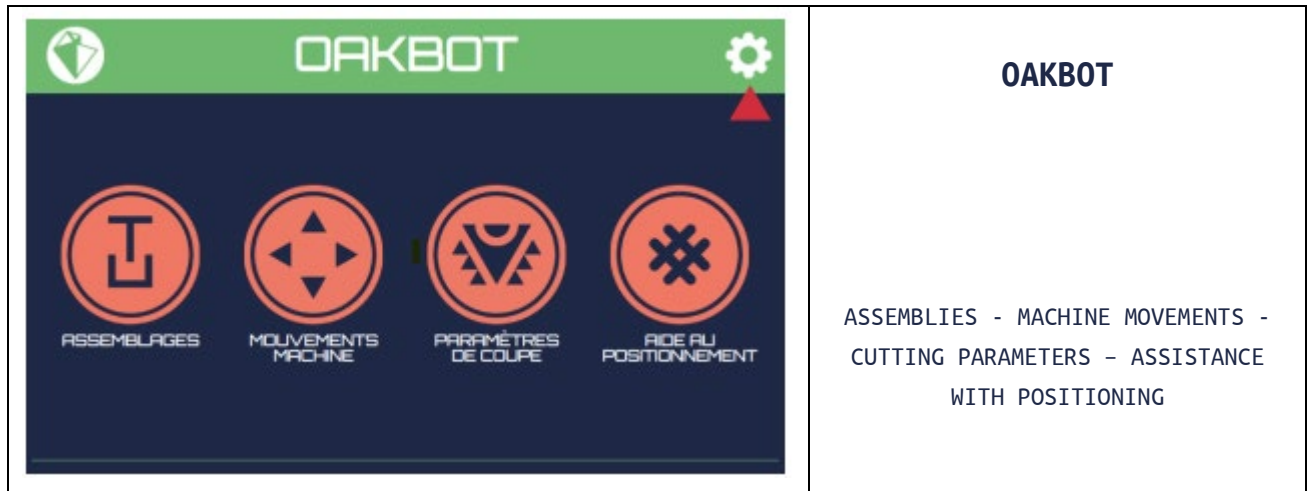 OAKBOT
ASSEMBLAGES
MOUVEMENTS
MACHINE
PARAMÈTRES
DE COUPE
AIDE AU
POSITIONNEMENT
OAKBOT
ASSEMBLIES - MACHINE MOVEMENTS -
CUTTING PARAMETERS – ASSISTANCE
WITH POSITIONING